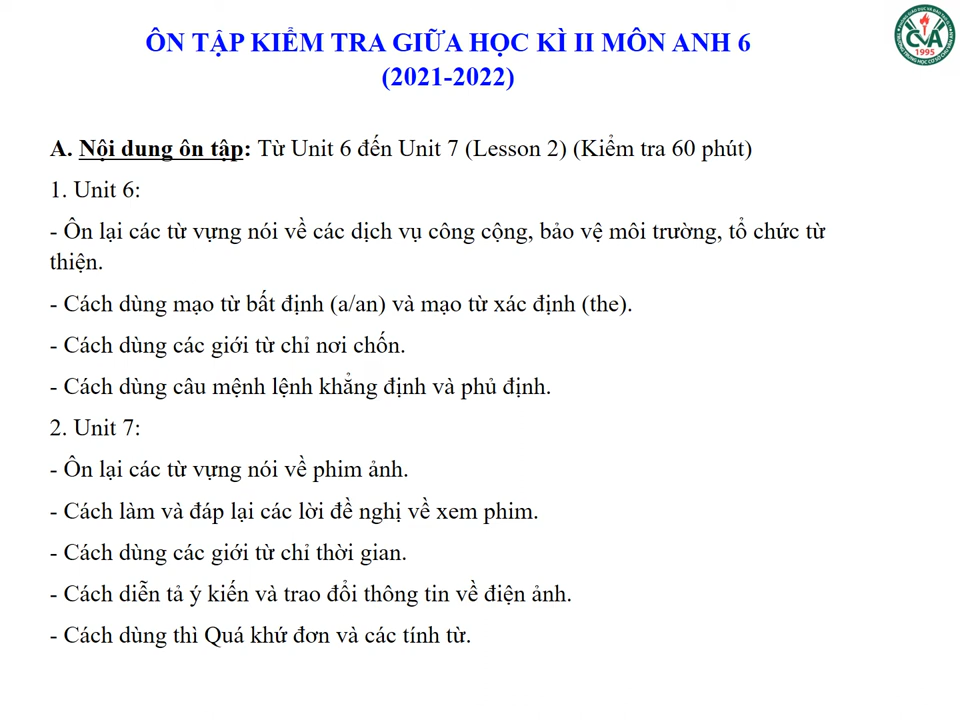 ÔN TẬP KIỂM TRA GIỮA HỌC KÌ II MÔN ANH 6
(2021-2022)
CVA
1995
A. Nội dung ôn tập: Từ Unit 6 đến Unit 7 (Lesson 2) (Kiểm tra 60 phút)
1. Unit 6:
- Ôn lại các từ vựng nói về các dịch vụ công cộng, bảo vệ môi trường, tổ chức từ
thiện.
- Cách dùng mạo từ bất định (a/an) và mạo từ xác định (the).
- Cách dùng các giới từ chỉ nơi chốn.
- Cách dùng câu mệnh lệnh khẳng định và phủ định.
2. Unit 7:
- Ôn lại các từ vựng nói về phim ảnh.
- Cách làm và đáp lại các lời đề nghị về xem phim.
- Cách dùng các giới từ chỉ thời gian.
- Cách diễn tả ý kiến và trao đổi thông tin về điện ảnh.
- Cách dùng thì Quá khứ đơn và các tính từ.